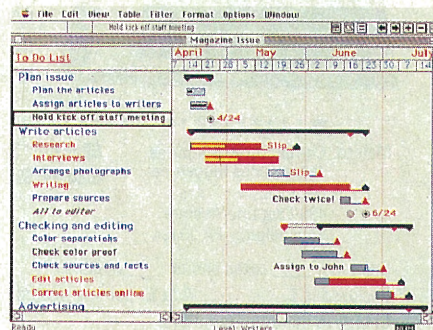 File Edit View Table Filter Format Options Window
Hold kick off staff meeting
Magazine Issue
To Do List
April May June July
7 14 21 28 5 12 19 26 2 9 16 23 30 7 14
Plan issue
Plan the articles
Assign articles to writers
Hold kick off staff meeting 4/24
Write articles
Research Slip
Interviews
Arrange photographs Slip
Writing
Prepare sources Check twice!
All to editor 6/24
Checking and editing
Color separations
Check color proof
Check sources and facts Assign to John
Edit articles
Correct articles online
Advertising
Ready Level: Writers